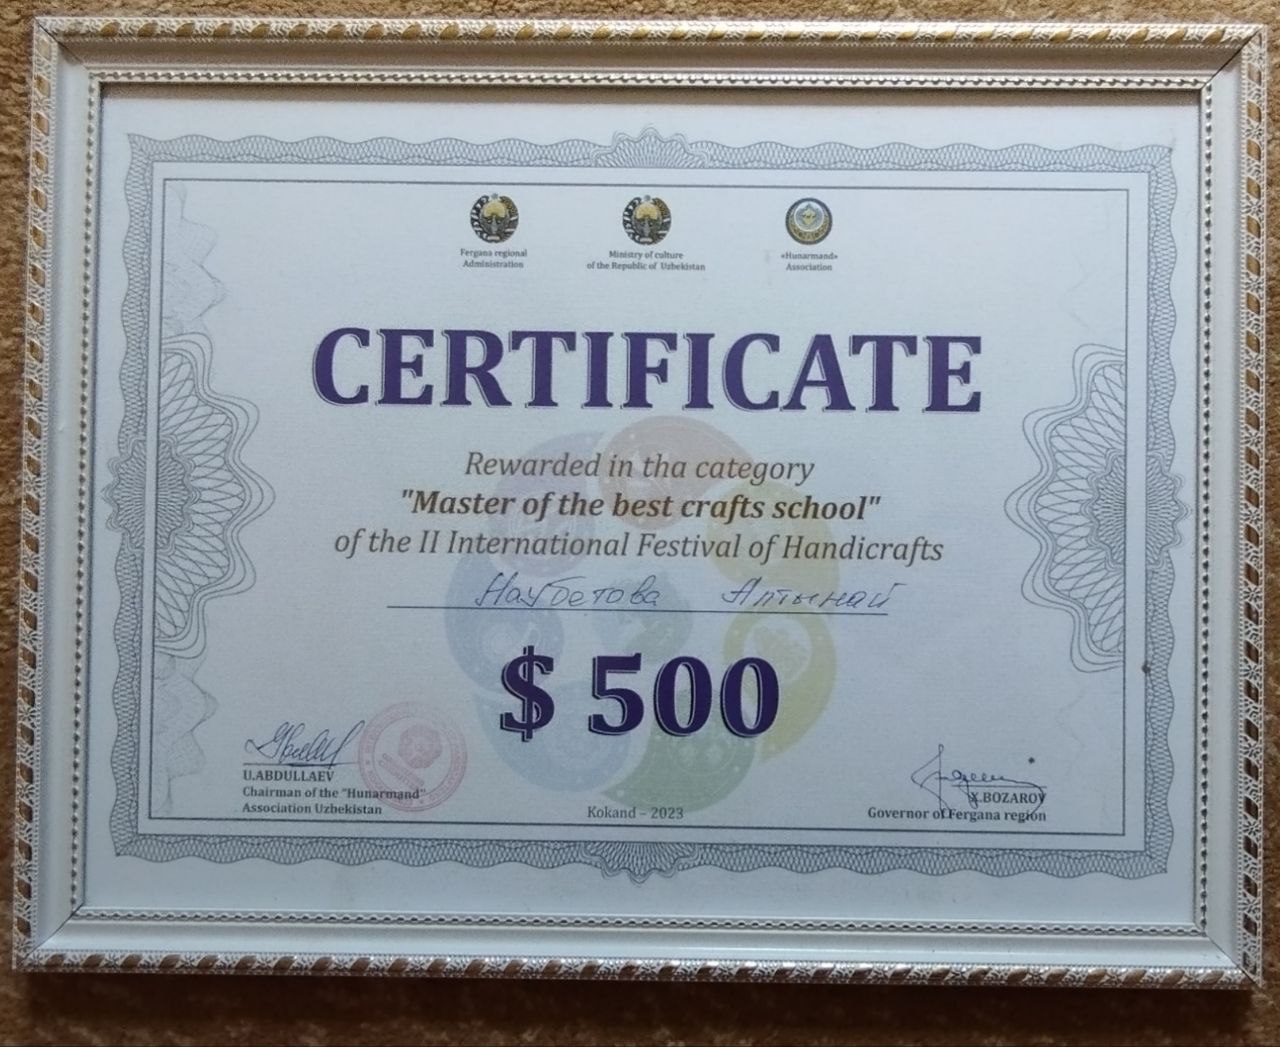 Fergana regional
Administration
Ministry of culture
of the Republic of Uzbekistan
«Hunarmand»
Association
CERTIFICATE
Rewarded in tha category
"Master of the best crafts school"
of the II International Festival of Handicrafts
Наубетова Алтынай
$ 500
U.ABDULLAEV
Chairman of the "Hunarmand"
Association Uzbekistan
Kokand – 2023
X.BOZAROV
Governor of Fergana region